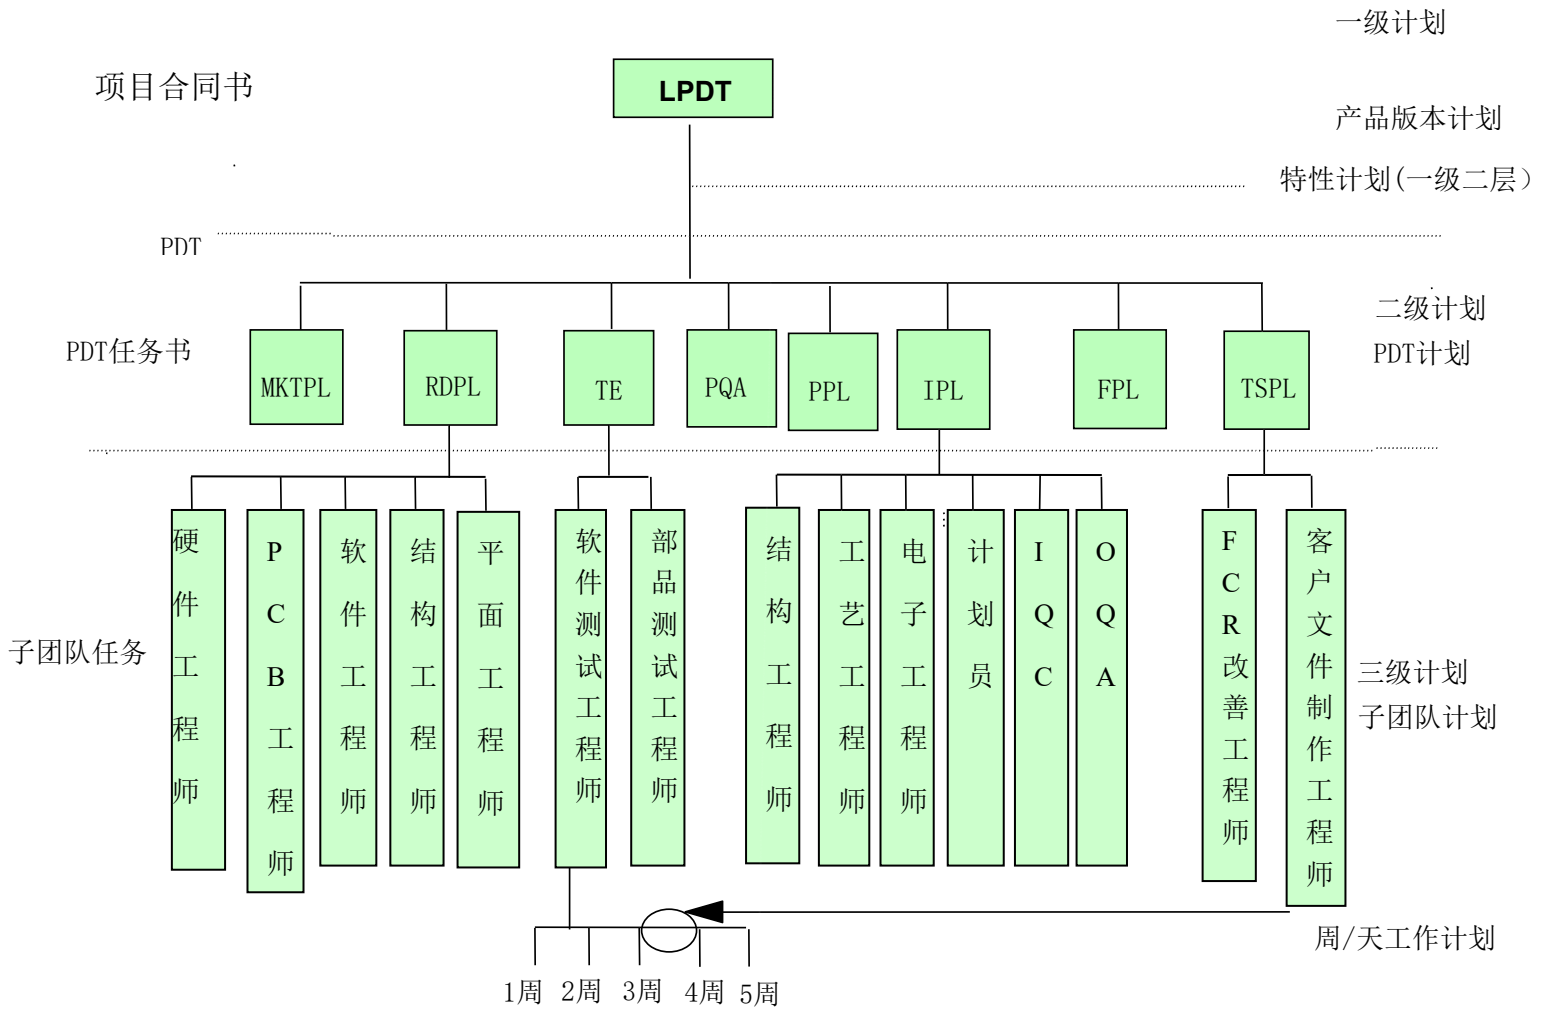 一级计划
项目合同书
LPDT
产品版本计划
特性计划(一级二层）
PDT
二级计划
PDT任务书
PDT计划
MKTPL
RDPL
TE
PQA
PPL
IPL
FPL
TSPL
硬件工程师
PCB工程师
软件工程师
结构工程师
平面工程师
软件测试工程师
部品测试工程师
结构工程师
工艺工程师
电子工程师
计划员
IQC
OQA
FCR改善工程师
客户文件制作工程师
子团队任务
三级计划
子团队计划
周/天工作计划
1周
2周
3周
4周
5周